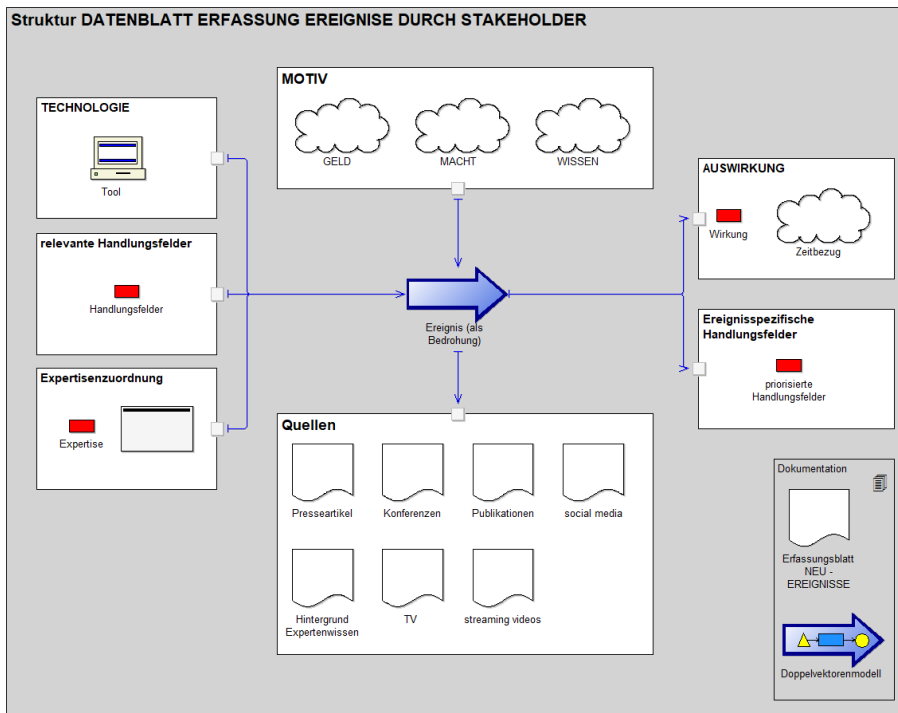 Struktur DATENBLATT ERFASSUNG EREIGNISE DURCH STAKEHOLDER
TECHNOLOGIE
Tool
relevante Handlungsfelder
Handlungsfelder
Expertisenzuordnung
Expertise
MOTIV
GELD
MACHT
WISSEN
Ereignis (als
Bedrohung)
Quellen
Presseartikel
Konferenzen
Publikationen
social media
Hintergrund
Expertenwissen
TV
streaming videos
AUSWIRKUNG
Wirkung
Zeitbezug
Ereignisspezifische
Handlungsfelder
priorisierte
Handlungsfelder
Dokumentation
Erfassungsblatt
NEU -
EREIGNISSE
Doppelvektorenmodell